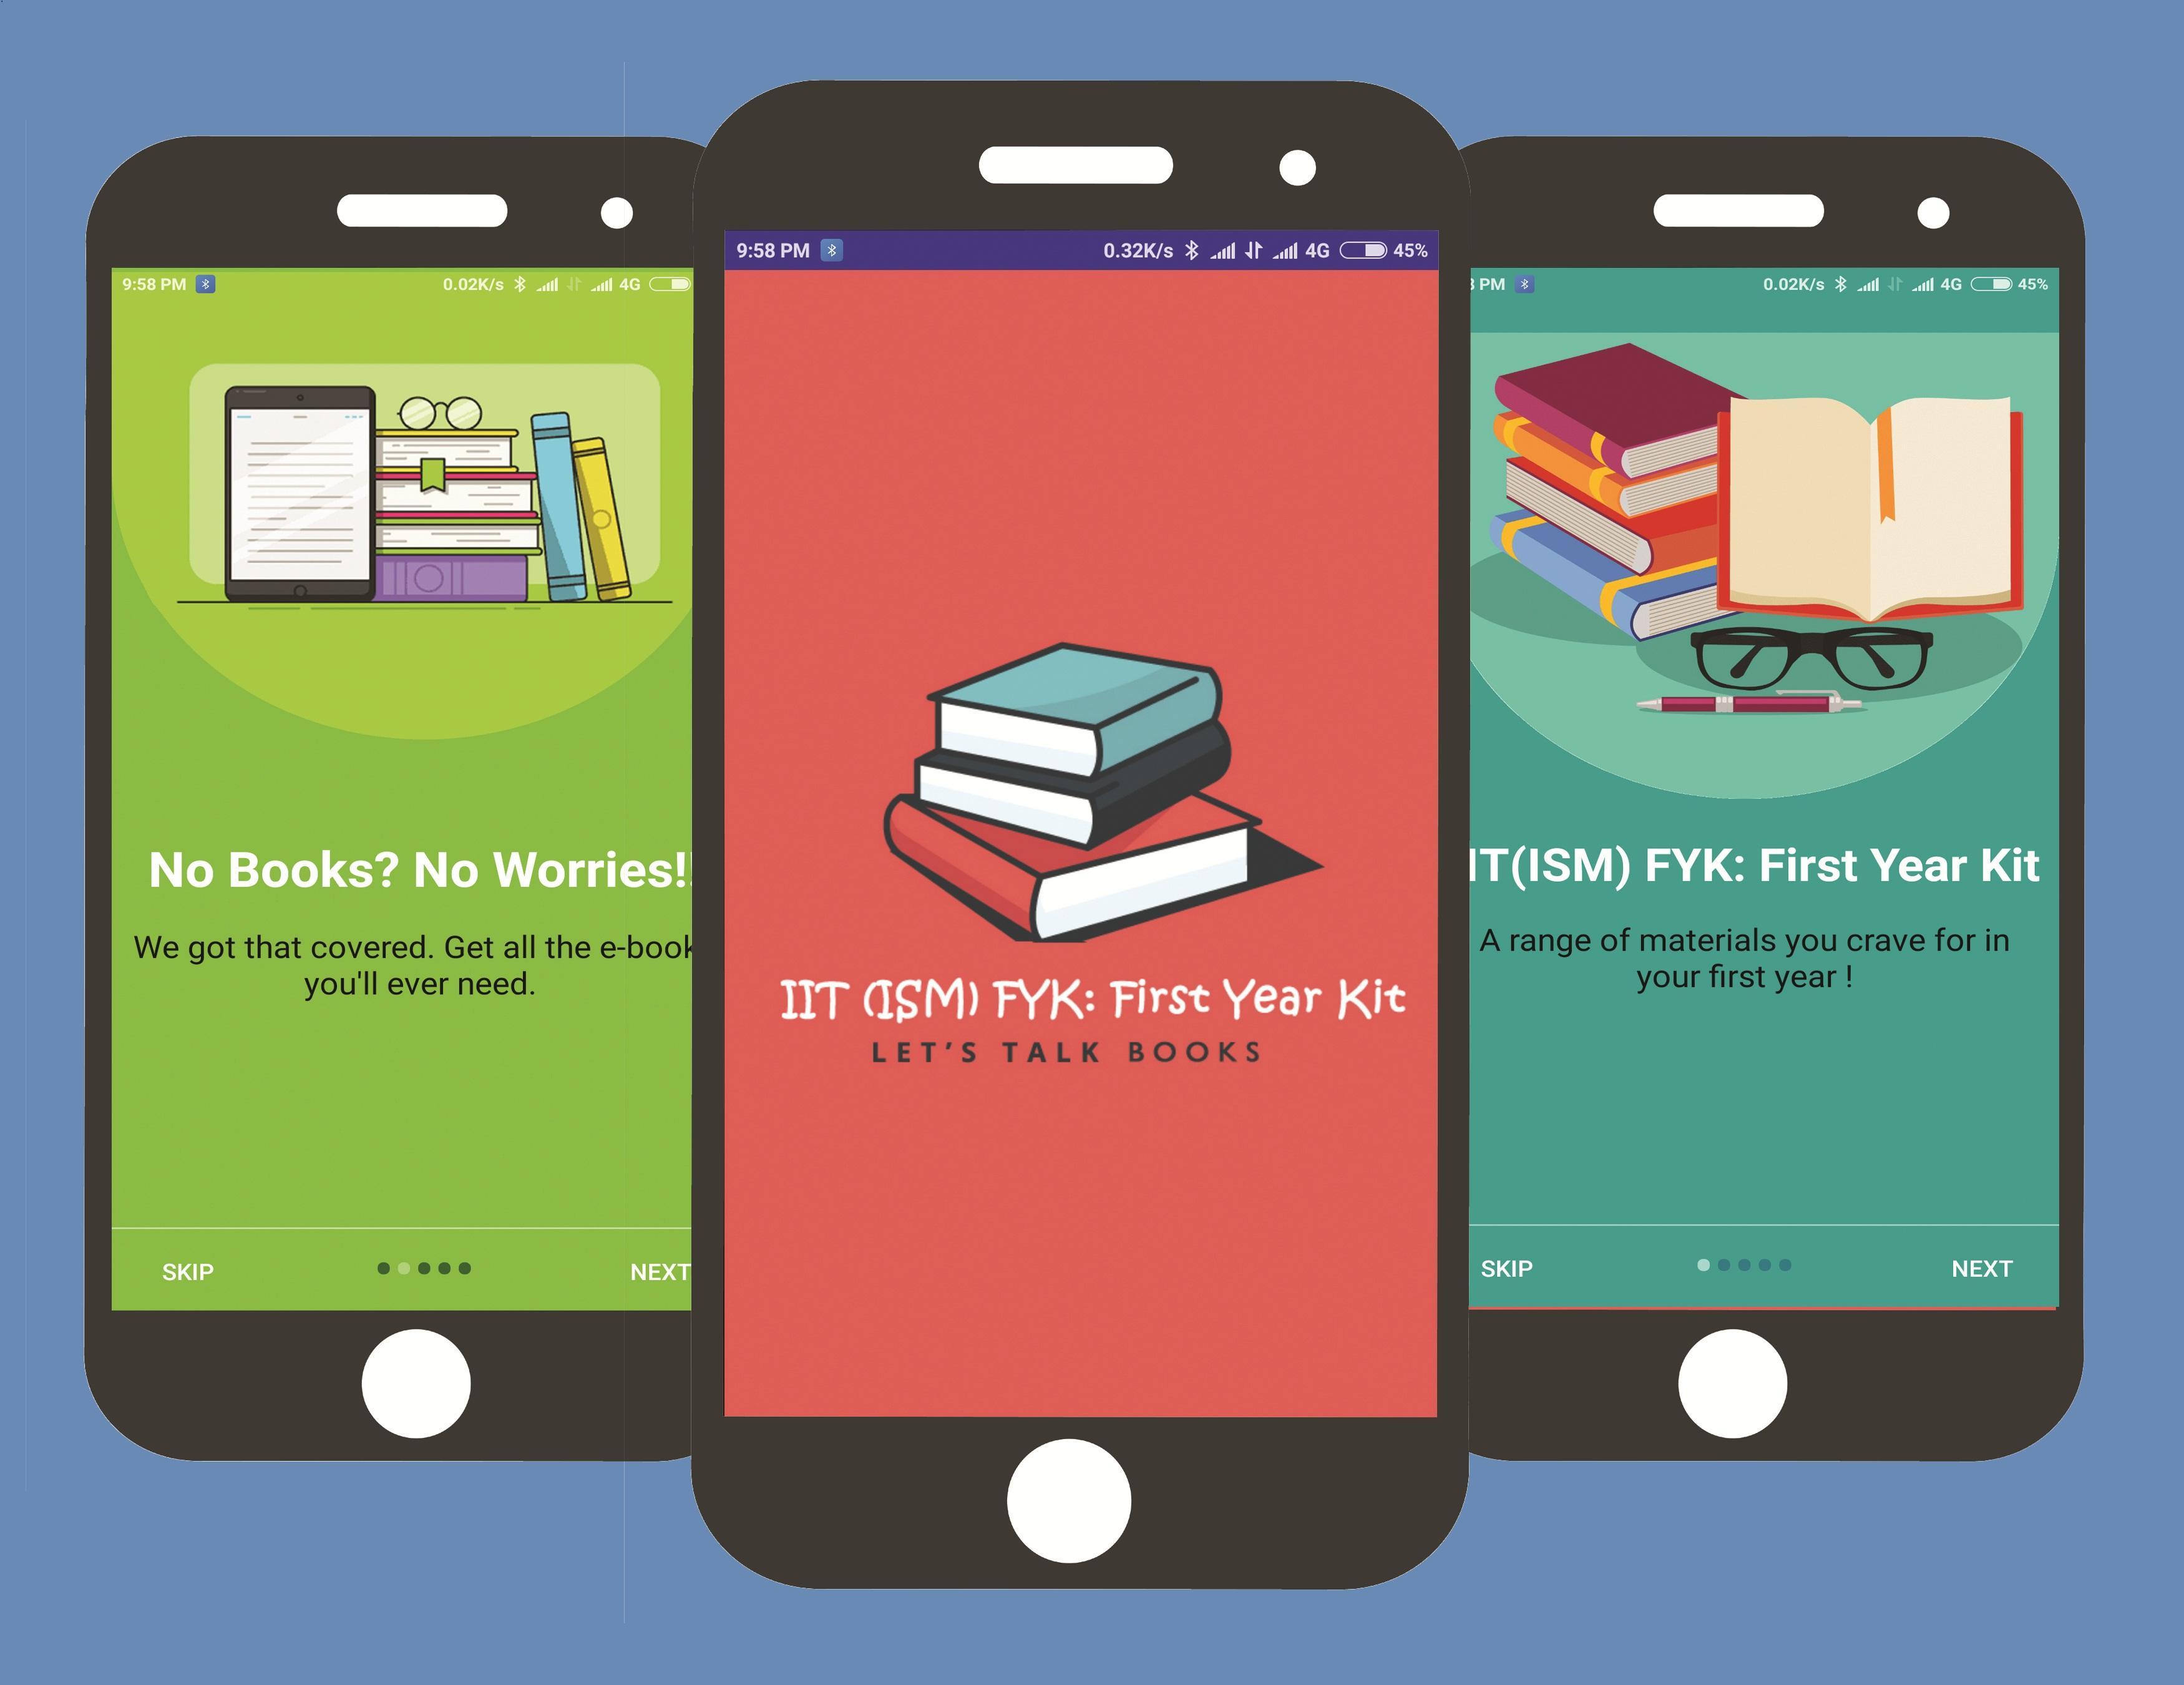 9:58 PM
0.02K/s 4G
No Books? No Worries!!
We got that covered. Get all the e-book
you'll ever need.
SKIP
NEXT
9:58 PM
0.32K/s 4G 45%
IIT (ISM) FYK: First Year Kit
LET'S TALK BOOKS
PM
0.02K/s 4G 45%
IT(ISM) FYK: First Year Kit
A range of materials you crave for in
your first year !
SKIP
NEXT